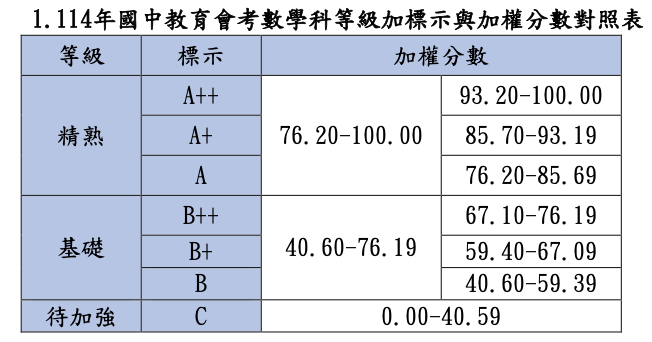 1.114年國中教育會考數學科等級加標示與加權分數對照表
等級 標示 加權分數
精熟 A++ 76.20-100.00 93.20-100.00
A+ 85.70-93.19
A 76.20-85.69
基礎 B++ 40.60-76.19 67.10-76.19
B+ 59.40-67.09
B 40.60-59.39
待加強 C 0.00-40.59